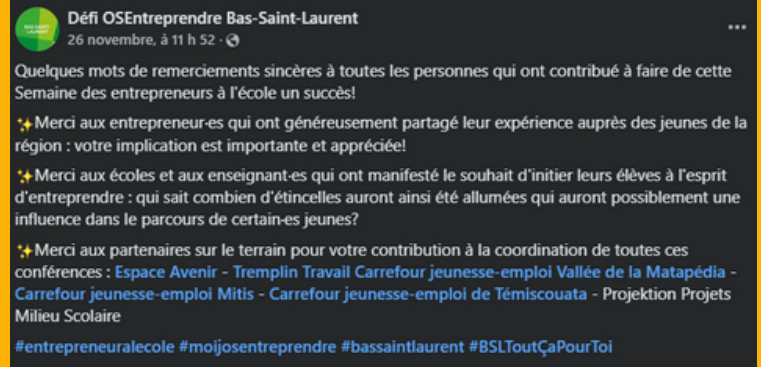 BAS-SAINT-LAURENT
Défi OSEntreprendre Bas-Saint-Laurent
26 novembre, à 11 h 52 ·
Quelques mots de remerciements sincères à toutes les personnes qui ont contribué à faire de cette
Semaine des entrepreneurs à l'école un succès!
✨Merci aux entrepreneur·es qui ont généreusement partagé leur expérience auprès des jeunes de la
région : votre implication est importante et appréciée!
✨Merci aux écoles et aux enseignant·es qui ont manifesté le souhait d'initier leurs élèves à l'esprit
d'entreprendre : qui sait combien d'étincelles auront ainsi été allumées qui auront possiblement une
influence dans le parcours de certain·es jeunes?
✨Merci aux partenaires sur le terrain pour votre contribution à la coordination de toutes ces
conférences : Espace Avenir - Tremplin Travail Carrefour jeunesse-emploi Vallée de la Matapédia -
Carrefour jeunesse-emploi Mitis - Carrefour jeunesse-emploi de Témiscouata - Projektion Projets
Milieu Scolaire
#entrepreneuralecole #moijosentreprendre #bassaintlaurent #BSLToutÇaPourToi